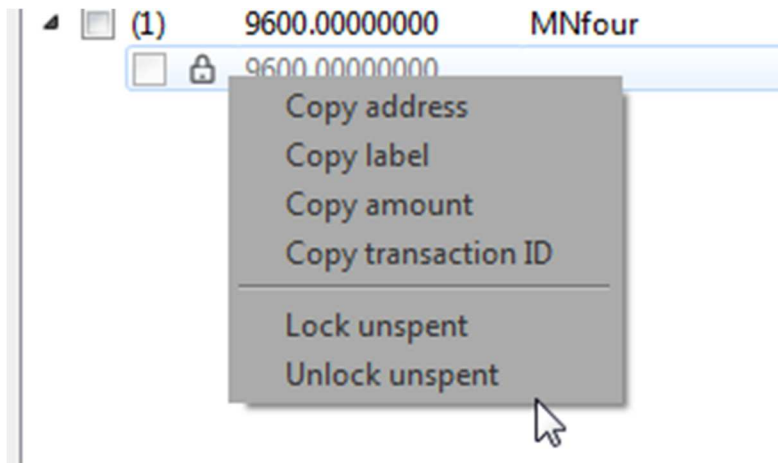 (1) 9600.00000000 MNfour
9600.00000000
Copy address
Copy label
Copy amount
Copy transaction ID
Lock unspent
Unlock unspent